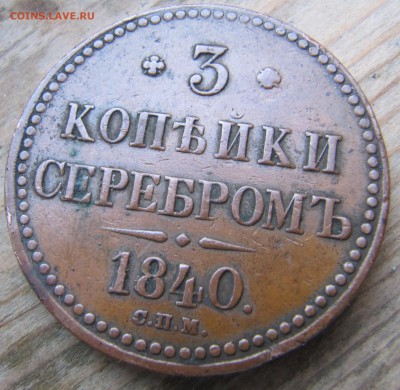 COINS.LAVE.RU
3
КОПѢЙКИ
СЕРЕБРОМЪ
1840.
С.П.М.